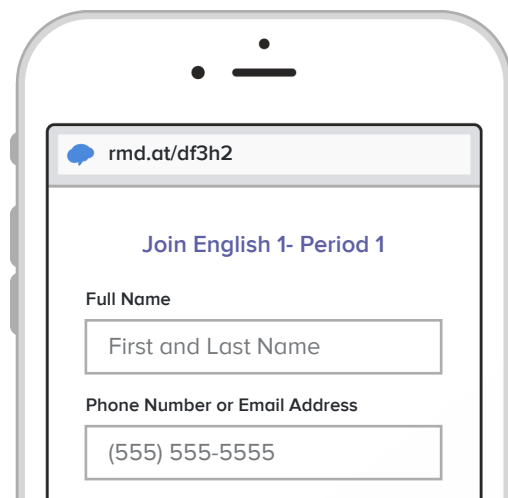 rmd.at/df3h2
Join English 1- Period 1
Full Name
First and Last Name
Phone Number or Email Address
(555) 555-5555